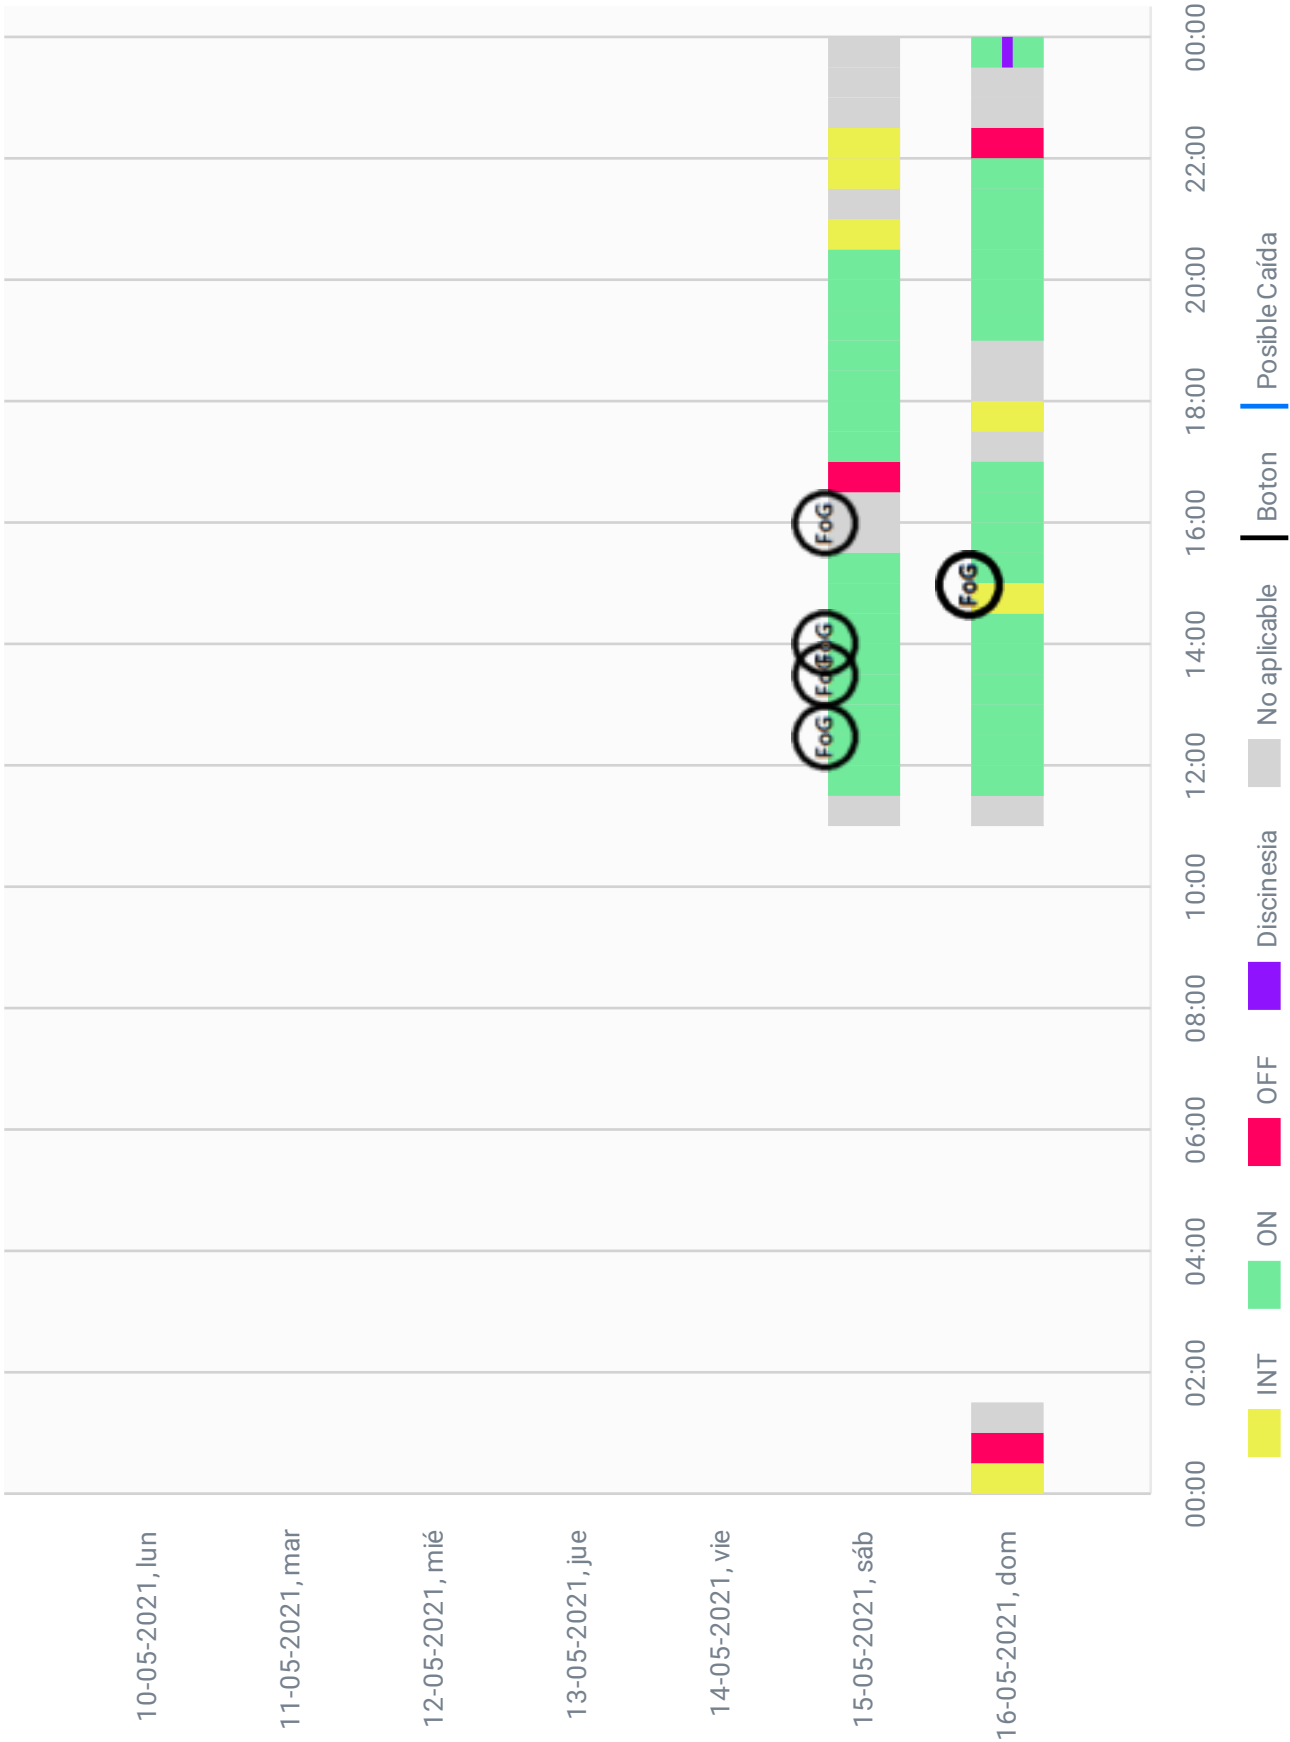 10-05-2021, lun
11-05-2021, mar
12-05-2021, mié
13-05-2021, jue
14-05-2021, vie
15-05-2021, sáb
FoG
FoG
FoG
FoG
16-05-2021, dom
FoG
00:00 02:00 04:00 06:00 08:00 10:00 12:00 14:00 16:00 18:00 20:00 22:00 00:00
INT ON OFF Discinesia No aplicable Boton Posible Caída